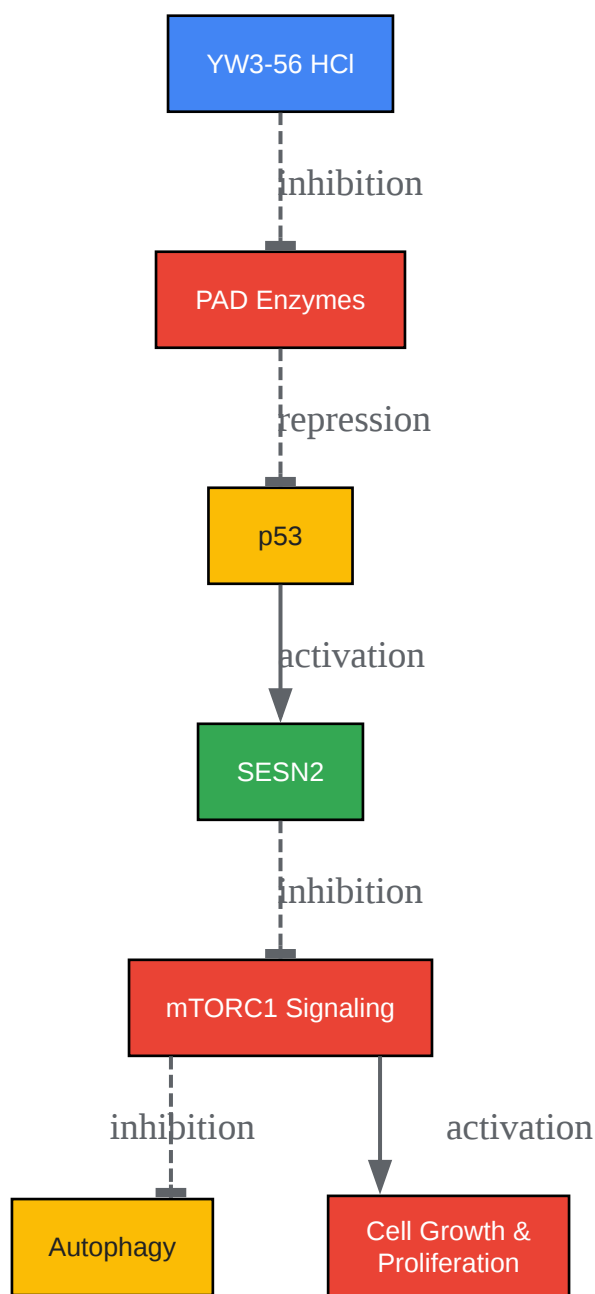 YW3-56 HCl
inhibition
PAD Enzymes
repression
p53
activation
SESN2
inhibition
mTORC1 Signaling
inhibition
activation
Autophagy
Cell Growth &
Proliferation